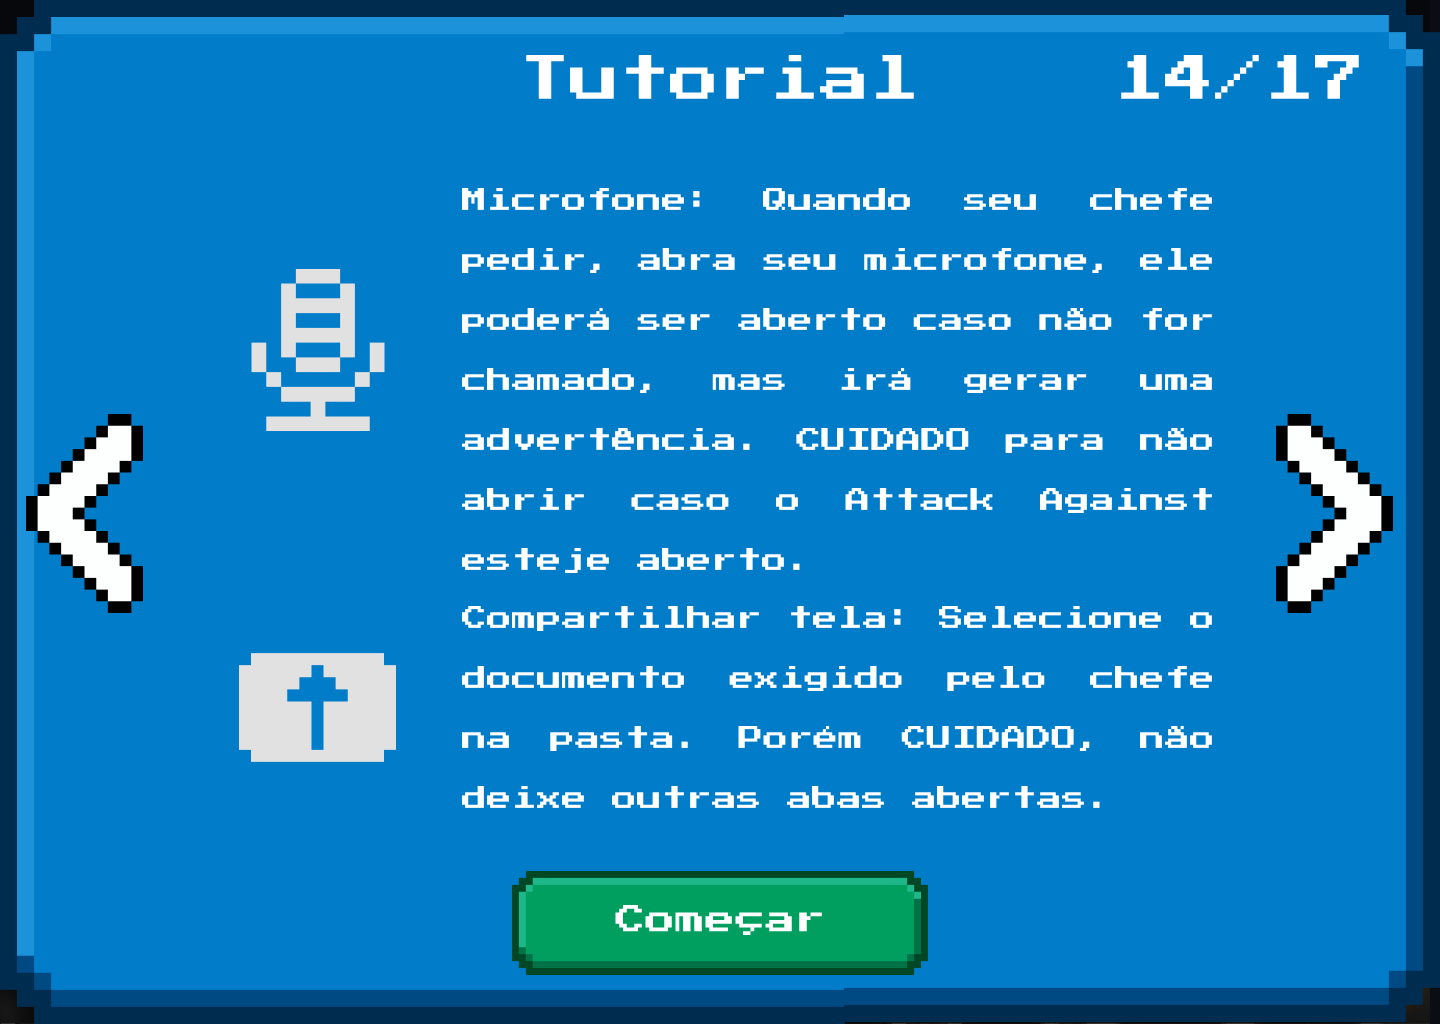 Tutorial 14/17
Microfone: Quando seu chefe
pedir, abra seu microfone, ele
poderá ser aberto caso não for
chamado, mas irá gerar uma
advertência. CUIDADO para não
abrir caso o Attack Against
esteje aberto.
Compartilhar tela: Selecione o
documento exigido pelo chefe
na pasta. Porém CUIDADO, não
deixe outras abas abertas.
Começar